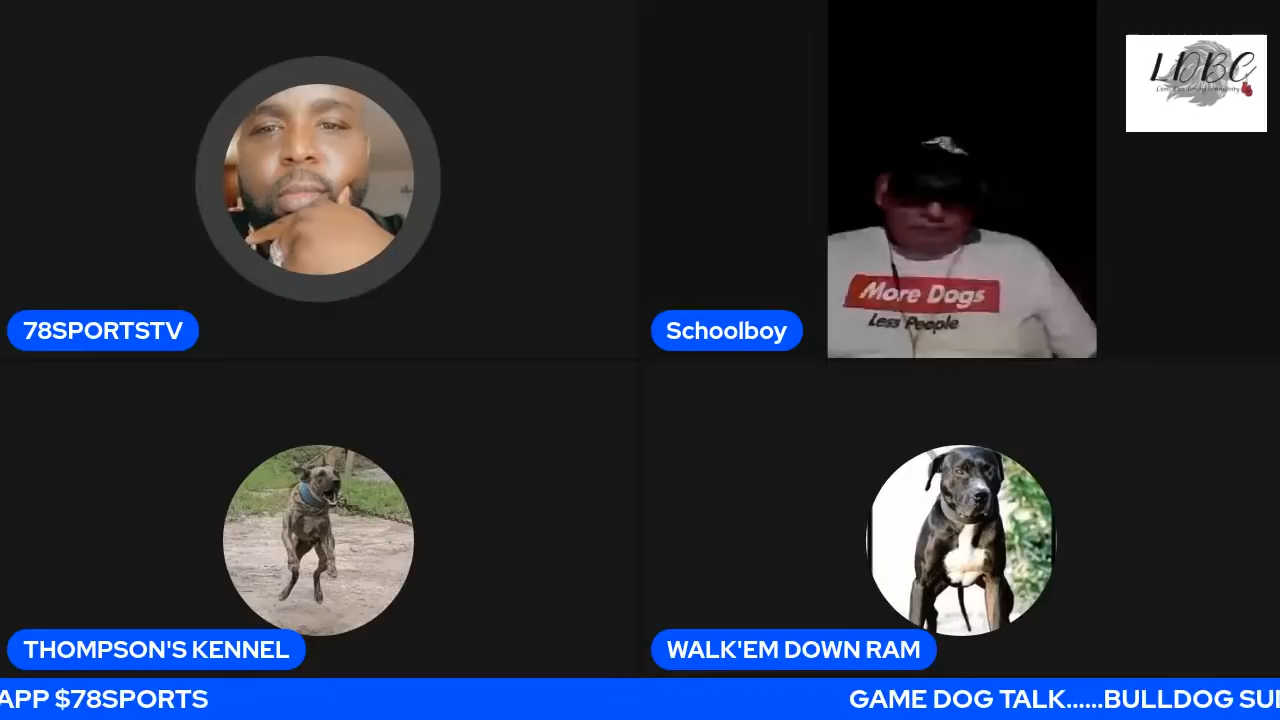 LDBC
78SPORTSTV
Schoolboy
More Dogs
Less People
THOMPSON'S KENNEL
WALK'EM DOWN RAM
APP $78SPORTS
GAME DOG TALK......BULLDOG SU